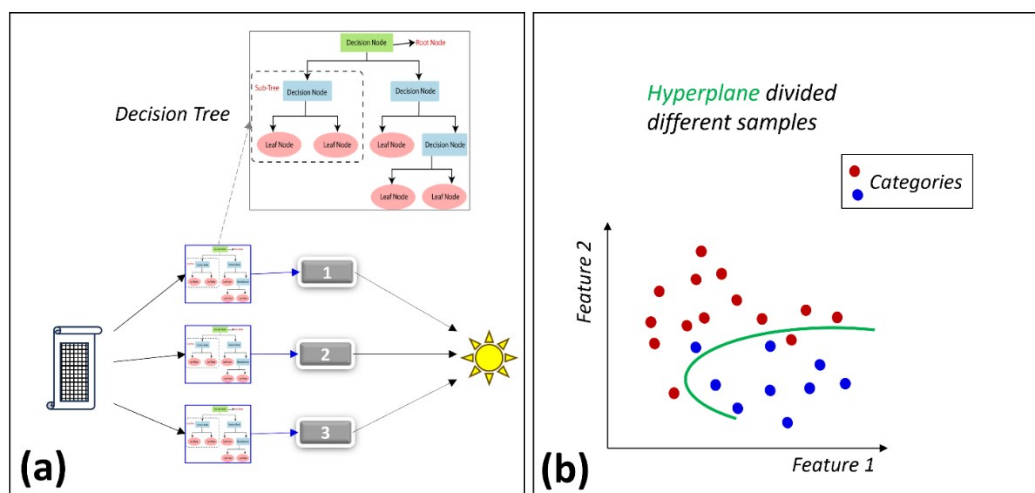 Decision Node
Root Node
Sub-Tree
Decision Node
Decision Node
Decision Tree
Leaf Node
Leaf Node
Leaf Node
Decision Node
Leaf Node
Leaf Node
1
2
3
(a)
Hyperplane divided
different samples
Categories
Feature 2
Feature 1
(b)